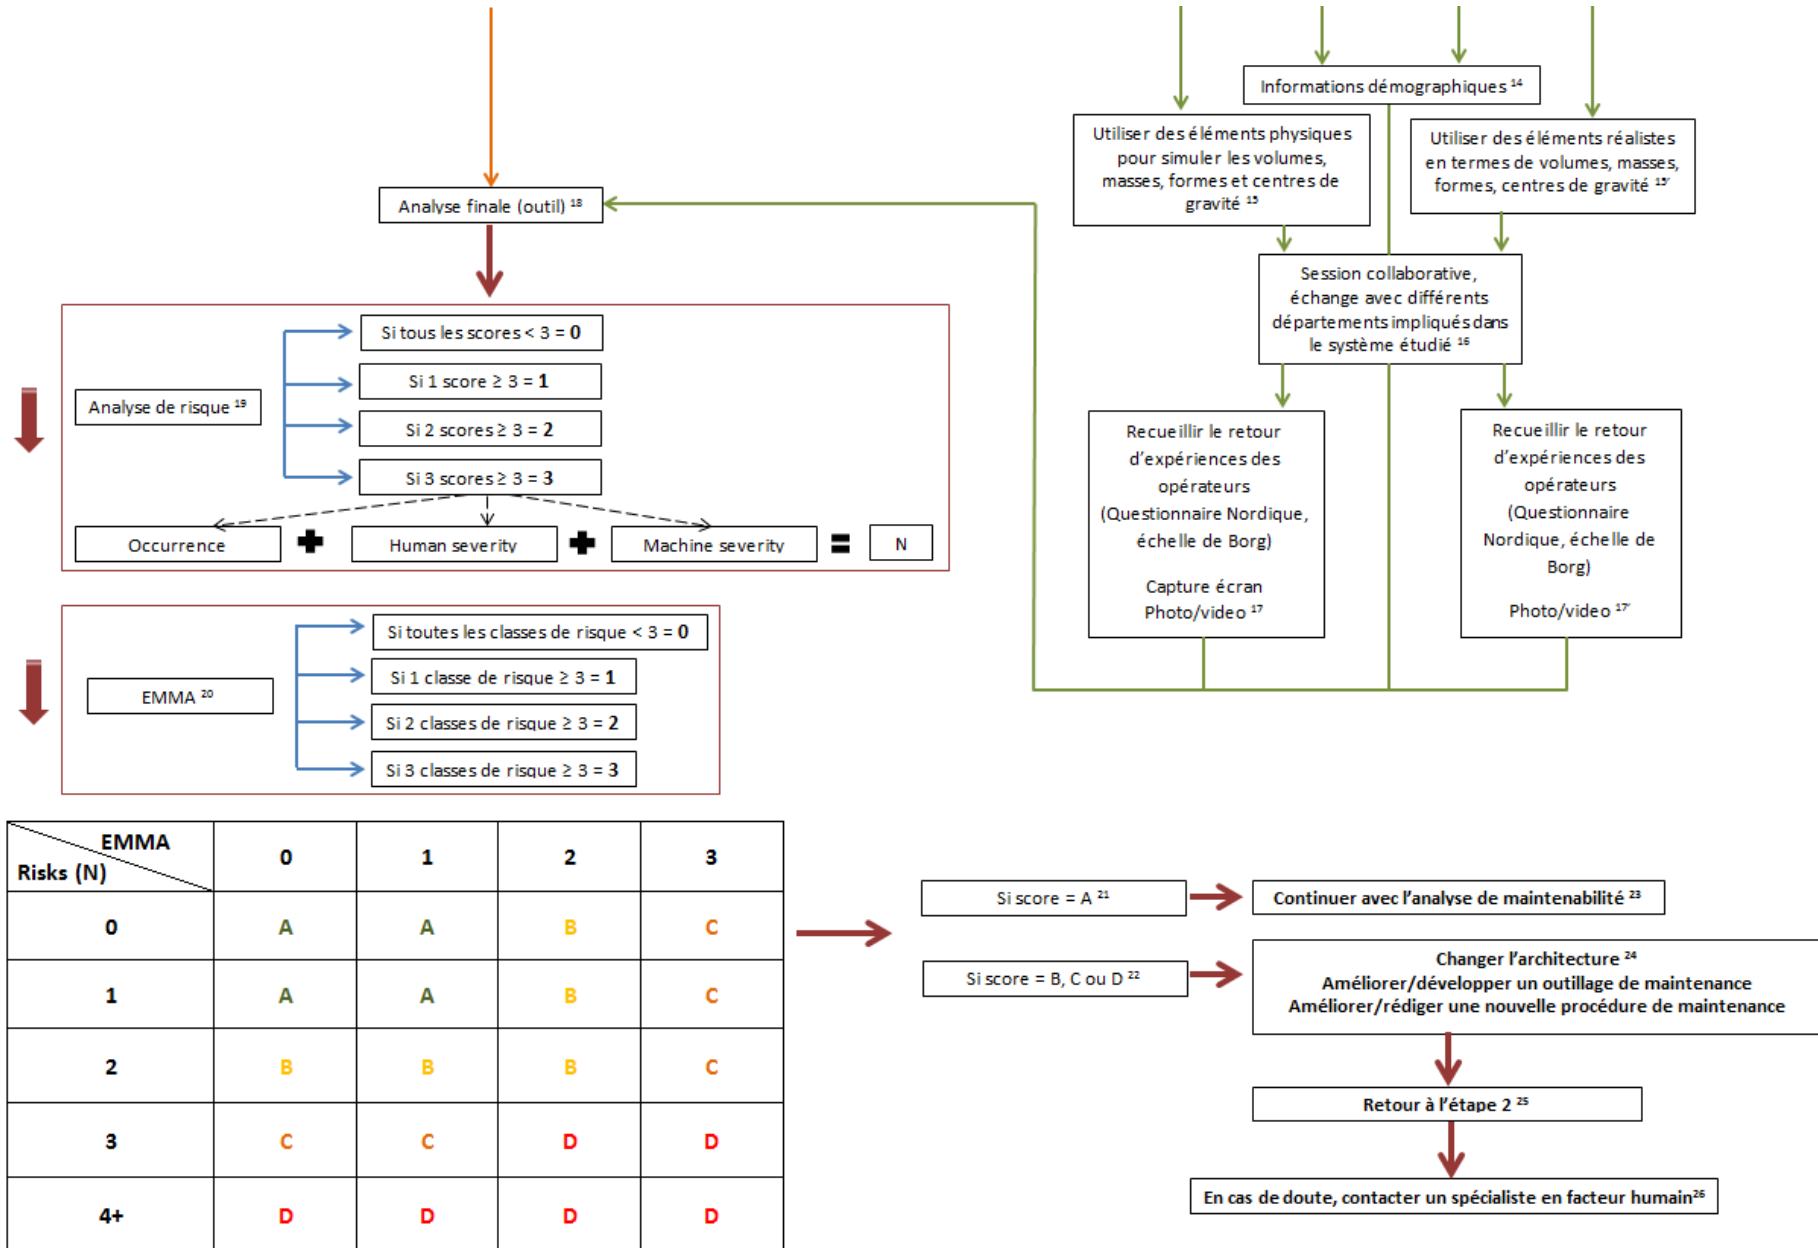 Informations démographiques 14
Utiliser des éléments physiques
pour simuler les volumes,
masses, formes et centres de
gravité 15
Utiliser des éléments réalistes
en termes de volumes, masses,
formes, centres de gravité 15'
Analyse finale (outil) 18
Session collaborative,
échange avec différents
départements impliqués dans
le système étudié 16
Si tous les scores < 3 = 0
Si 1 score ≥ 3 = 1
Analyse de risque 19
Si 2 scores ≥ 3 = 2
Si 3 scores ≥ 3 = 3
Occurrence + Human severity + Machine severity = N
Recueillir le retour
d'expériences des
opérateurs
(Questionnaire Nordique,
échelle de Borg)
Capture écran
Photo/video 17
Recueillir le retour
d'expériences des
opérateurs
(Questionnaire
Nordique, échelle de
Borg)
Photo/video 17'
Si toutes les classes de risque < 3 = 0
Si 1 classe de risque ≥ 3 = 1
EMMA 20
Si 2 classes de risque ≥ 3 = 2
Si 3 classes de risque ≥ 3 = 3
EMMA
Risks (N)
0 1 2 3
0 A A B C
1 A A B C
2 B B B C
3 C C D D
4+ D D D D
Si score = A 21
Continuer avec l'analyse de maintenabilité 23
Si score = B, C ou D 22
Changer l'architecture 24
Améliorer/développer un outillage de maintenance
Améliorer/rédiger une nouvelle procédure de maintenance
Retour à l'étape 2 25
En cas de doute, contacter un spécialiste en facteur humain26